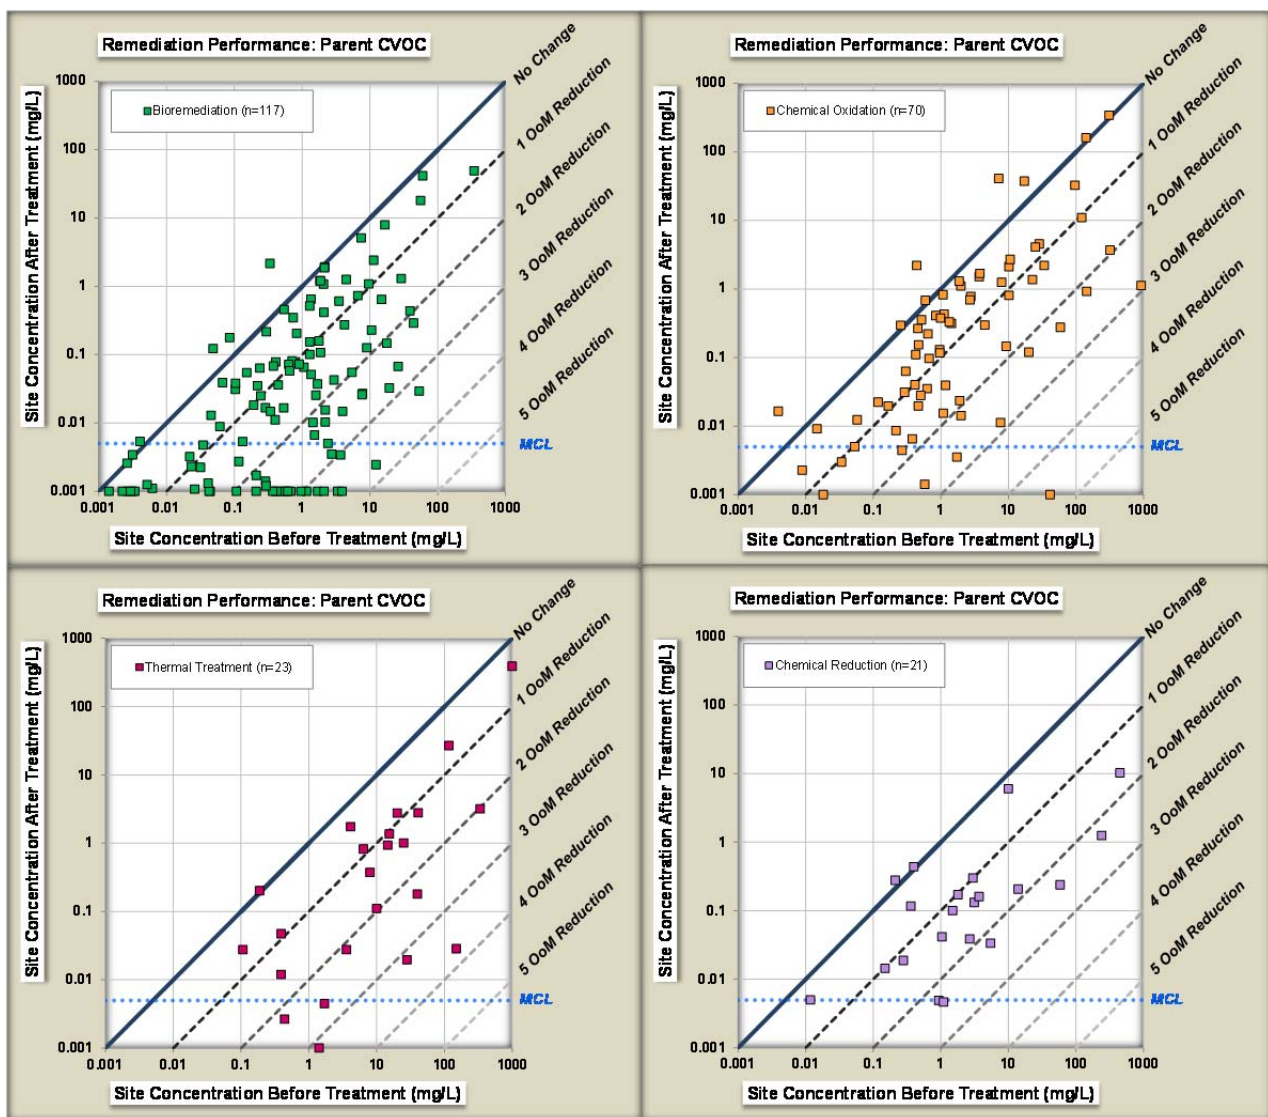 Remediation Performance: Parent CVOC
Site Concentration After Treatment (mg/L)
1000
100
10
1
0.1
0.01
0.001
Bioremediation (n=117)
No Change
1 OoM Reduction
2 OoM Reduction
3 OoM Reduction
4 OoM Reduction
5 OoM Reduction
MCL
0.001 0.01 0.1 1 10 100 1000
Site Concentration Before Treatment (mg/L)
Remediation Performance: Parent CVOC
Site Concentration After Treatment (mg/L)
1000
100
10
1
0.1
0.01
0.001
Chemical Oxidation (n=70)
No Change
1 OoM Reduction
2 OoM Reduction
3 OoM Reduction
4 OoM Reduction
5 OoM Reduction
MCL
0.001 0.01 0.1 1 10 100 1000
Site Concentration Before Treatment (mg/L)
Remediation Performance: Parent CVOC
Site Concentration After Treatment (mg/L)
1000
100
10
1
0.1
0.01
0.001
Thermal Treatment (n=23)
No Change
1 OoM Reduction
2 OoM Reduction
3 OoM Reduction
4 OoM Reduction
5 OoM Reduction
MCL
0.001 0.01 0.1 1 10 100 1000
Site Concentration Before Treatment (mg/L)
Remediation Performance: Parent CVOC
Site Concentration After Treatment (mg/L)
1000
100
10
1
0.1
0.01
0.001
Chemical Reduction (n=21)
No Change
1 OoM Reduction
2 OoM Reduction
3 OoM Reduction
4 OoM Reduction
5 OoM Reduction
MCL
0.001 0.01 0.1 1 10 100 1000
Site Concentration Before Treatment (mg/L)